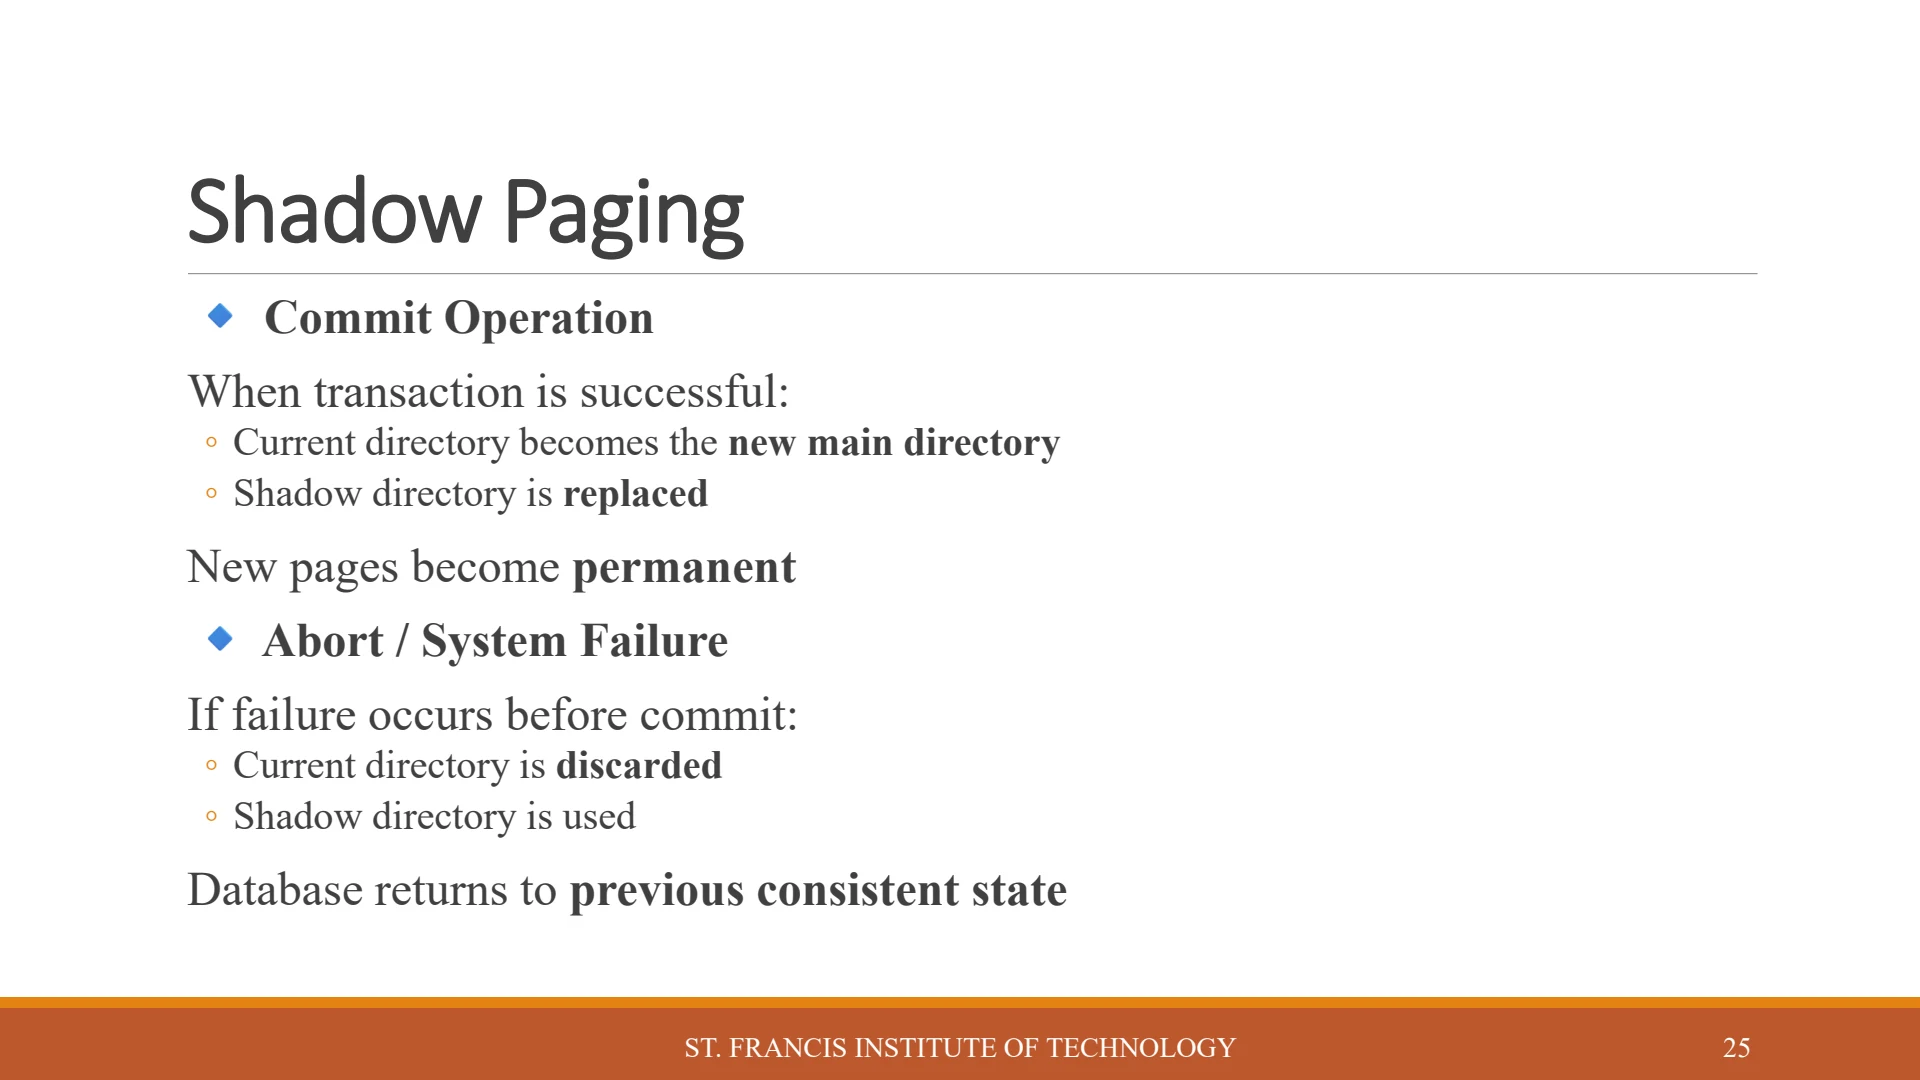 Shadow Paging
🔹 Commit Operation
When transaction is successful:
◦ Current directory becomes the new main directory
◦ Shadow directory is replaced
New pages become permanent
🔹 Abort / System Failure
If failure occurs before commit:
◦ Current directory is discarded
◦ Shadow directory is used
Database returns to previous consistent state
ST. FRANCIS INSTITUTE OF TECHNOLOGY
25